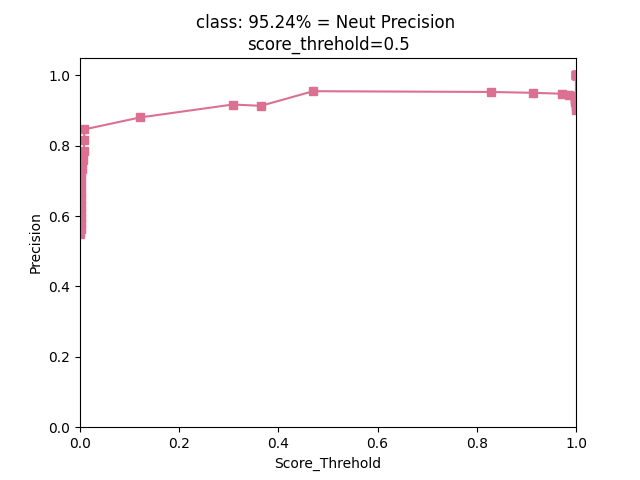 class: 95.24% = Neut Precision
score_threhold=0.5
1.0
0.8
0.6
0.4
0.2
0.0
Precision
0.0 0.2 0.4 0.6 0.8 1.0
Score_Threhold